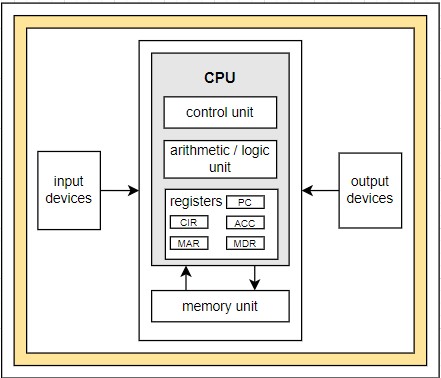 CPU
control unit
arithmetic / logic
unit
registers
PC
CIR
ACC
MAR
MDR
input
devices
output
devices
memory unit